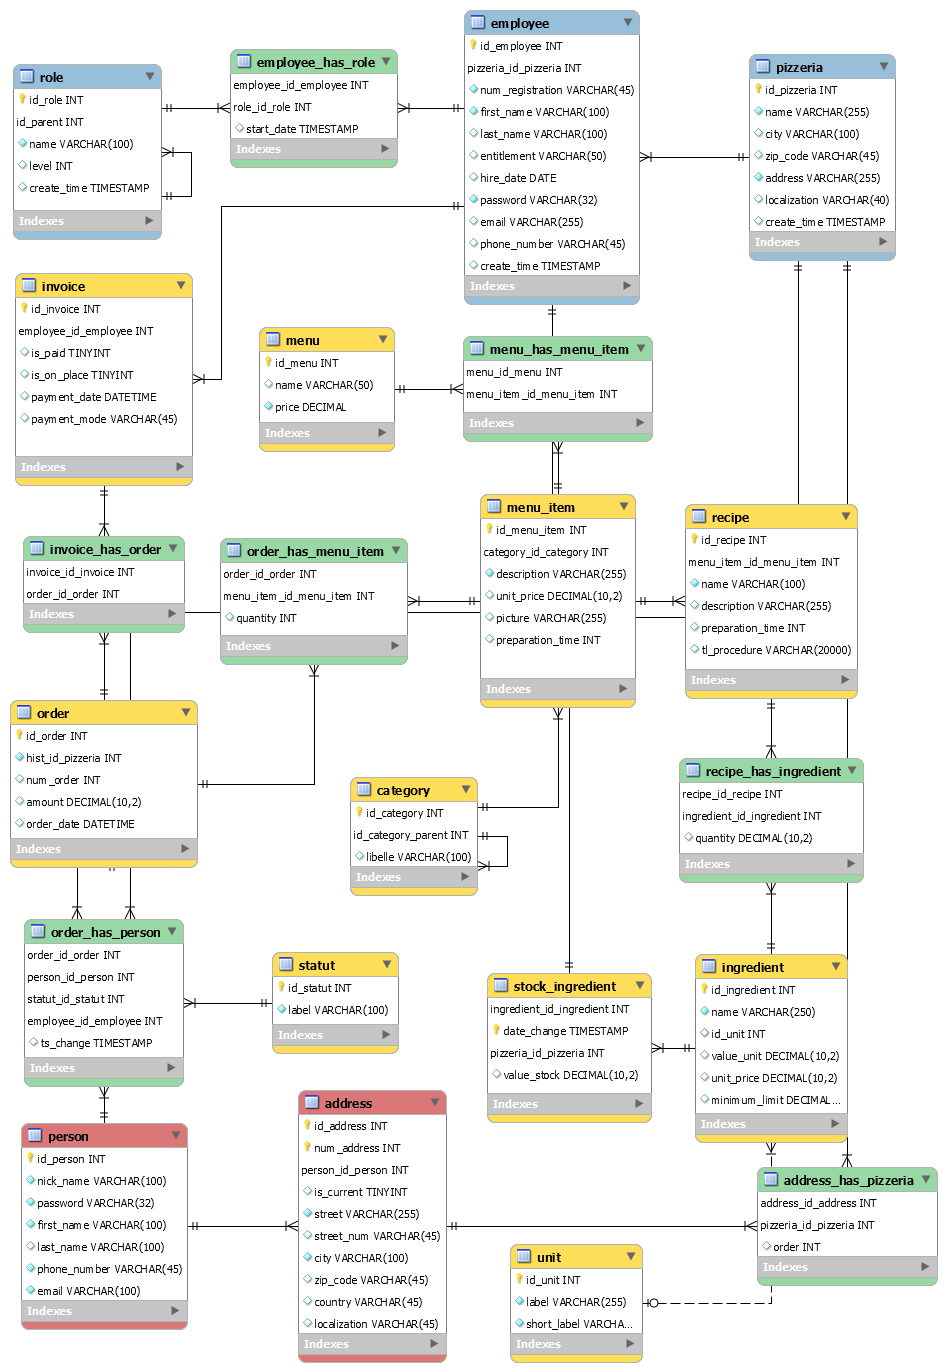 employee
id_employee INT
pizzeria_id_pizzeria INT
num_registration VARCHAR(45)
first_name VARCHAR(100)
last_name VARCHAR(100)
entitlement VARCHAR(50)
hire_date DATE
password VARCHAR(32)
email VARCHAR(255)
phone_number VARCHAR(45)
create_time TIMESTAMP
Indexes
role
id_role INT
id_parent INT
name VARCHAR(100)
level INT
create_time TIMESTAMP
Indexes
employee_has_role
employee_id_employee INT
role_id_role INT
start_date TIMESTAMP
Indexes
pizzeria
id_pizzeria INT
name VARCHAR(255)
city VARCHAR(100)
zip_code VARCHAR(45)
address VARCHAR(255)
localization VARCHAR(40)
create_time TIMESTAMP
Indexes
invoice
id_invoice INT
employee_id_employee INT
is_paid TINYINT
is_on_place TINYINT
payment_date DATETIME
payment_mode VARCHAR(45)
Indexes
menu
id_menu INT
name VARCHAR(50)
price DECIMAL
Indexes
menu_has_menu_item
menu_id_menu INT
menu_item _id_menu_item INT
Indexes
menu_item
id_menu_item INT
category_id_category INT
description VARCHAR(255)
unit_price DECIMAL(10,2)
picture VARCHAR(255)
preparation_time INT
Indexes
recipe
id_recipe INT
menu_item _id_menu_item INT
name VARCHAR(100)
description VARCHAR(255)
preparation_time INT
tl_procedure VARCHAR(20000)
Indexes
invoice_has_order
invoice_id_invoice INT
order_id_order INT
Indexes
order_has_menu_item
order_id_order INT
menu_item _id_menu_item INT
quantity INT
Indexes
order
id_order INT
hist_id_pizzeria INT
num_order INT
amount DECIMAL(10,2)
order_date DATETIME
Indexes
category
id_category INT
id_category_parent INT
libelle VARCHAR(100)
Indexes
recipe_has_ingredient
recipe_id_recipe INT
ingredient_id_ingredient INT
quantity DECIMAL(10,2)
Indexes
order_has_person
order_id_order INT
person_id_person INT
statut_id_statut INT
employee_id_employee INT
ts_change TIMESTAMP
Indexes
statut
id_statut INT
label VARCHAR(100)
Indexes
stock_ingredient
ingredient_id_ingredient INT
date_change TIMESTAMP
pizzeria_id_pizzeria INT
value_stock DECIMAL(10,2)
Indexes
ingredient
id_ingredient INT
name VARCHAR(250)
id_unit INT
value_unit DECIMAL(10,2)
unit_price DECIMAL(10,2)
minimum_limit DECIMAL...
Indexes
person
id_person INT
nick_name VARCHAR(100)
password VARCHAR(32)
first_name VARCHAR(100)
last_name VARCHAR(100)
phone_number VARCHAR(45)
email VARCHAR(100)
Indexes
address
id_address INT
num_address INT
person_id_person INT
is_current TINYINT
street VARCHAR(255)
street_num VARCHAR(45)
city VARCHAR(100)
zip_code VARCHAR(45)
country VARCHAR(45)
localization VARCHAR(45)
Indexes
address_has_pizzeria
address_id_address INT
pizzeria_id_pizzeria INT
order INT
Indexes
unit
id_unit INT
label VARCHAR(255)
short_label VARCHA...
Indexes